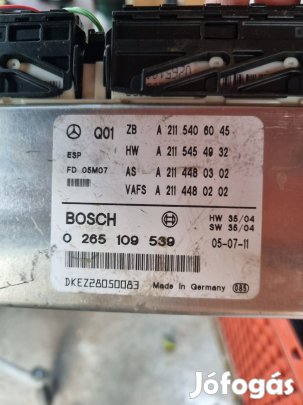 Q01 ZB A 211 540 60 45
ESP HW A 211 545 49 32
FD 05M07 AS A 211 448 03 02
VAFS A 211 448 02 02
BOSCH HW 35/04
SW 35/04
0 265 109 539 05-07-11
DKEZ28050083 Made in Germany 085
Jófogás